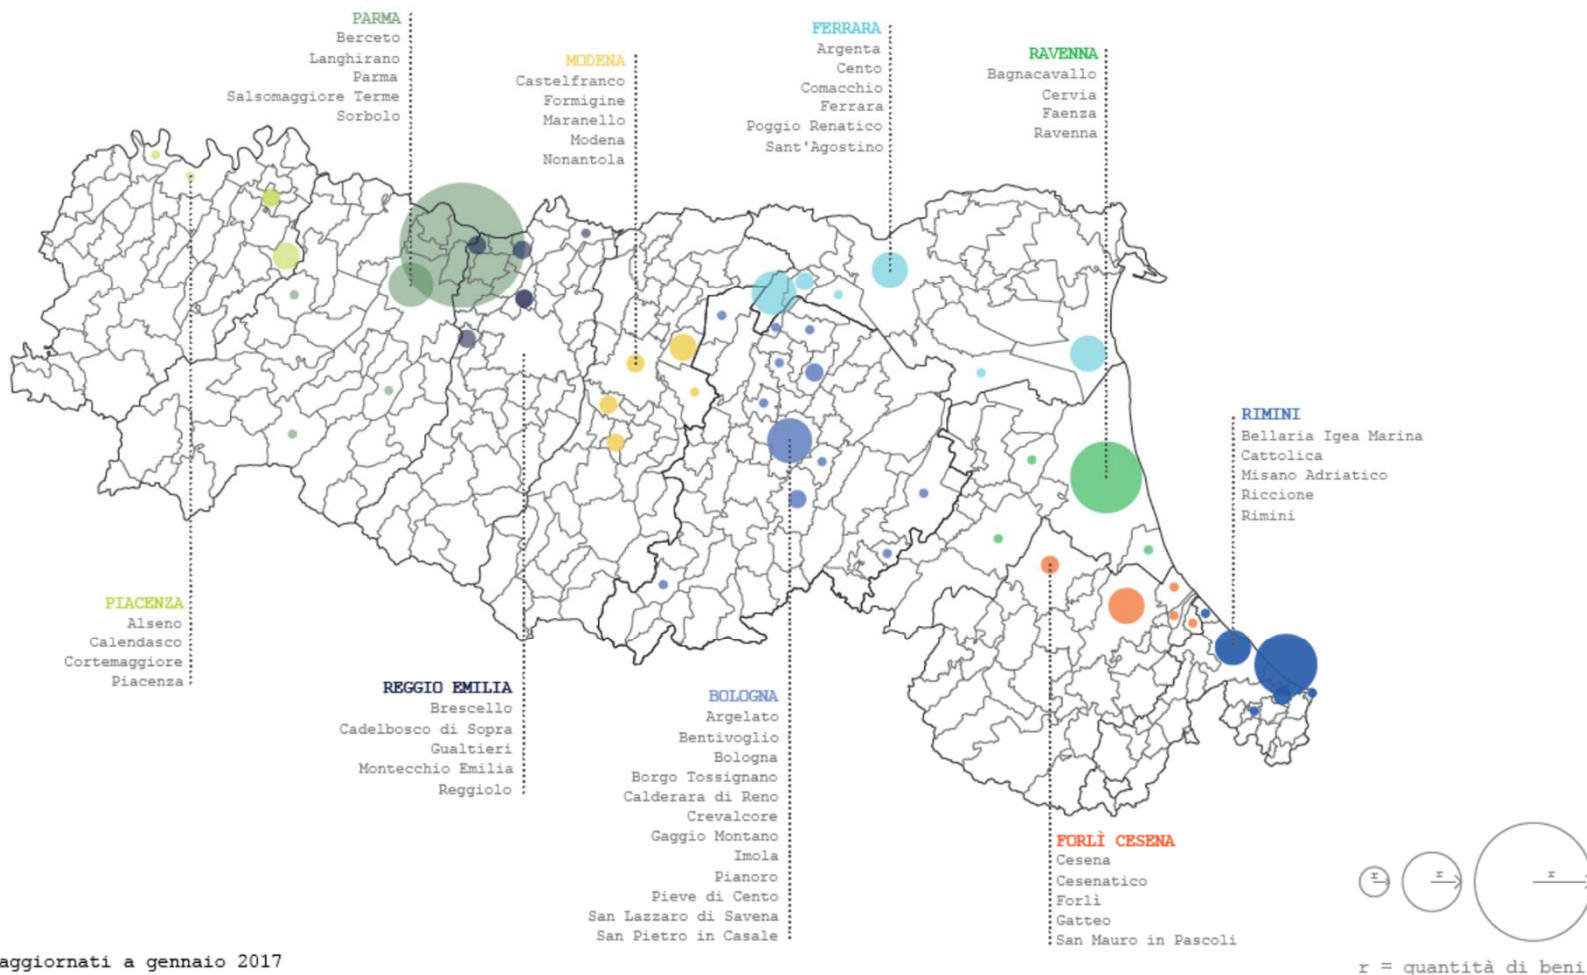 PARMA
Berceto
Langhirano
Parma
Salsomaggiore Terme
Sorbolo
MODENA
Castelfranco
Formigine
Maranello
Modena
Nonantola
FERRARA
Argenta
Cento
Comacchio
Ferrara
Poggio Renatico
Sant'Agostino
RAVENNA
Bagnacavallo
Cervia
Faenza
Ravenna
RIMINI
Bellaria Igea Marina
Cattolica
Misano Adriatico
Riccione
Rimini
PIACENZA
Alseno
Calendasco
Cortemaggiore
Piacenza
REGGIO EMILIA
Brescello
Cadelbosco di Sopra
Gualtieri
Montecchio Emilia
Reggiolo
BOLOGNA
Argelato
Bentivoglio
Bologna
Borgo Tossignano
Calderara di Reno
Crevalcore
Gaggio Montano
Imola
Pianoro
Pieve di Cento
San Lazzaro di Savena
San Pietro in Casale
FORLÌ CESENA
Cesena
Cesenatico
Forlì
Gatteo
San Mauro in Pascoli
r r r
r = quantità di beni
aggiornati a gennaio 2017